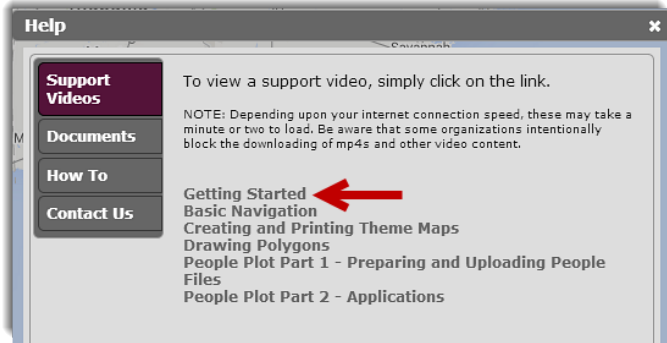 Help
Savannah
Support
Videos
Documents
How To
Contact Us
To view a support video, simply click on the link.
NOTE: Depending upon your internet connection speed, these may take a
minute or two to load. Be aware that some organizations intentionally
block the downloading of mp4s and other video content.
Getting Started
Basic Navigation
Creating and Printing Theme Maps
Drawing Polygons
People Plot Part 1 - Preparing and Uploading People
Files
People Plot Part 2 - Applications